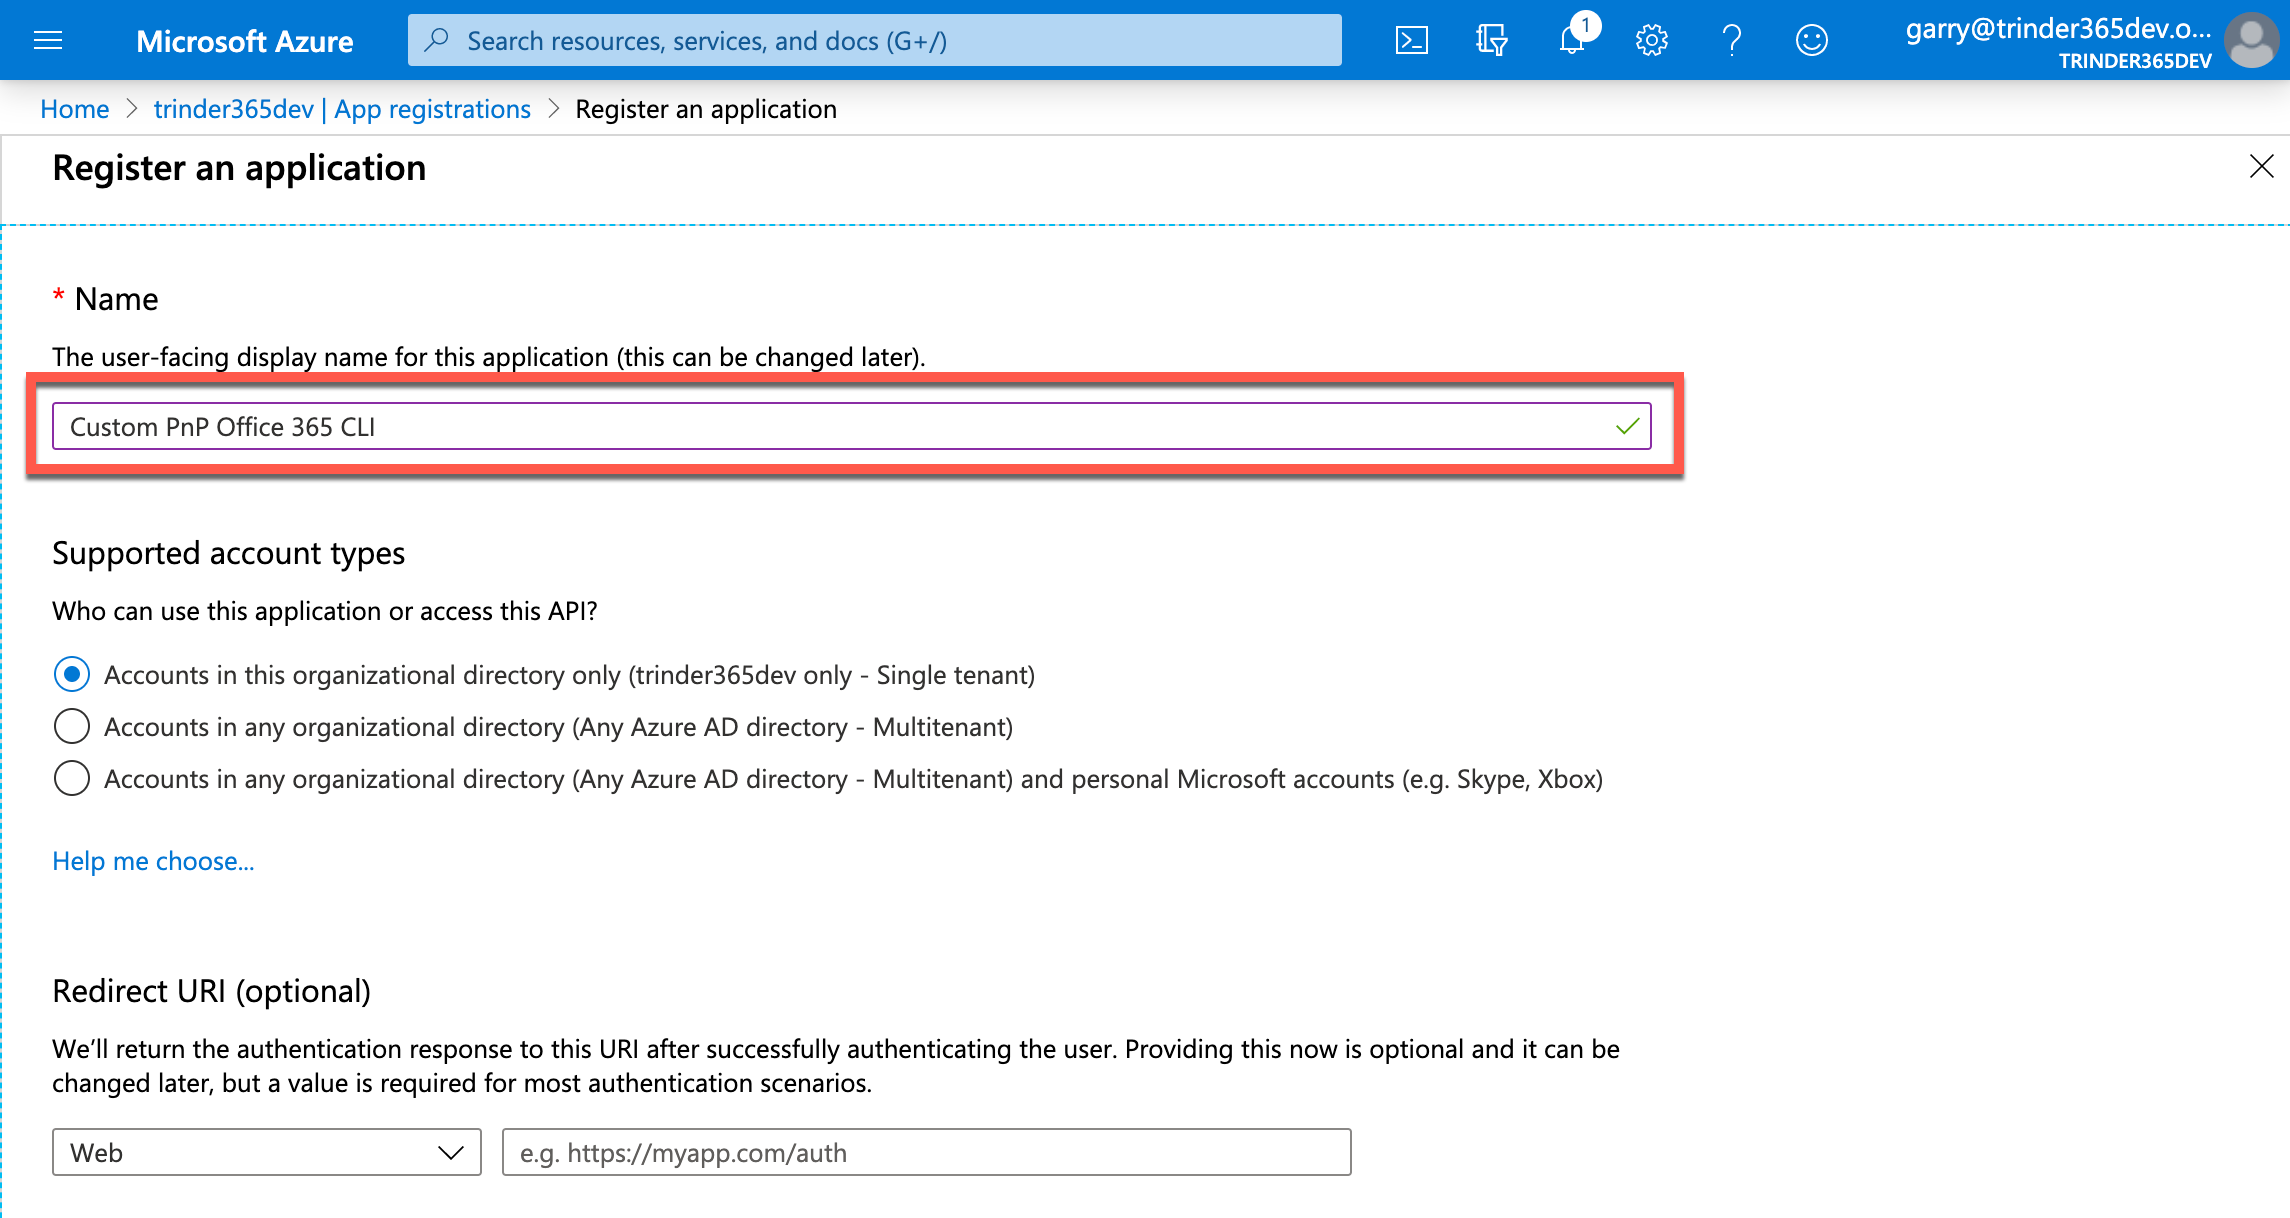 Microsoft Azure
Search resources, services, and docs (G+/)
1
garry@trinder365dev.o...
TRINDER365DEV
Home > trinder365dev | App registrations > Register an application
Register an application
* Name
The user-facing display name for this application (this can be changed later).
Custom PnP Office 365 CLI
Supported account types
Who can use this application or access this API?
Accounts in this organizational directory only (trinder365dev only - Single tenant)
Accounts in any organizational directory (Any Azure AD directory - Multitenant)
Accounts in any organizational directory (Any Azure AD directory - Multitenant) and personal Microsoft accounts (e.g. Skype, Xbox)
Help me choose...
Redirect URI (optional)
We’ll return the authentication response to this URI after successfully authenticating the user. Providing this now is optional and it can be
changed later, but a value is required for most authentication scenarios.
Web
e.g. https://myapp.com/auth